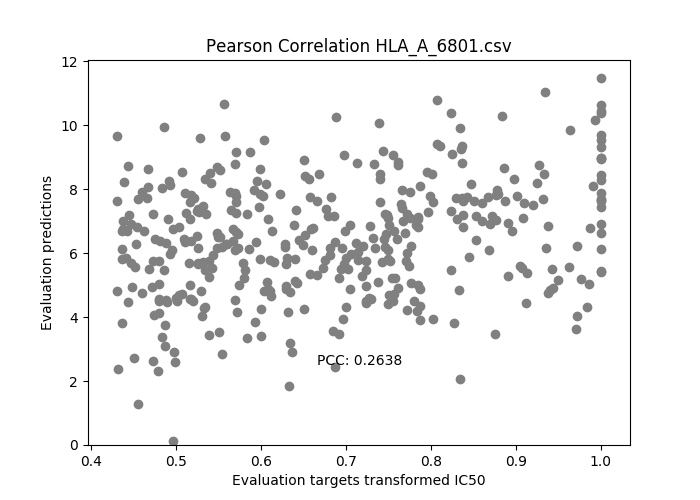 Pearson Correlation HLA_A_6801.csv
12
10
8
6
4
2
0
Evaluation predictions
PCC: 0.2638
0.4 0.5 0.6 0.7 0.8 0.9 1.0
Evaluation targets transformed IC50